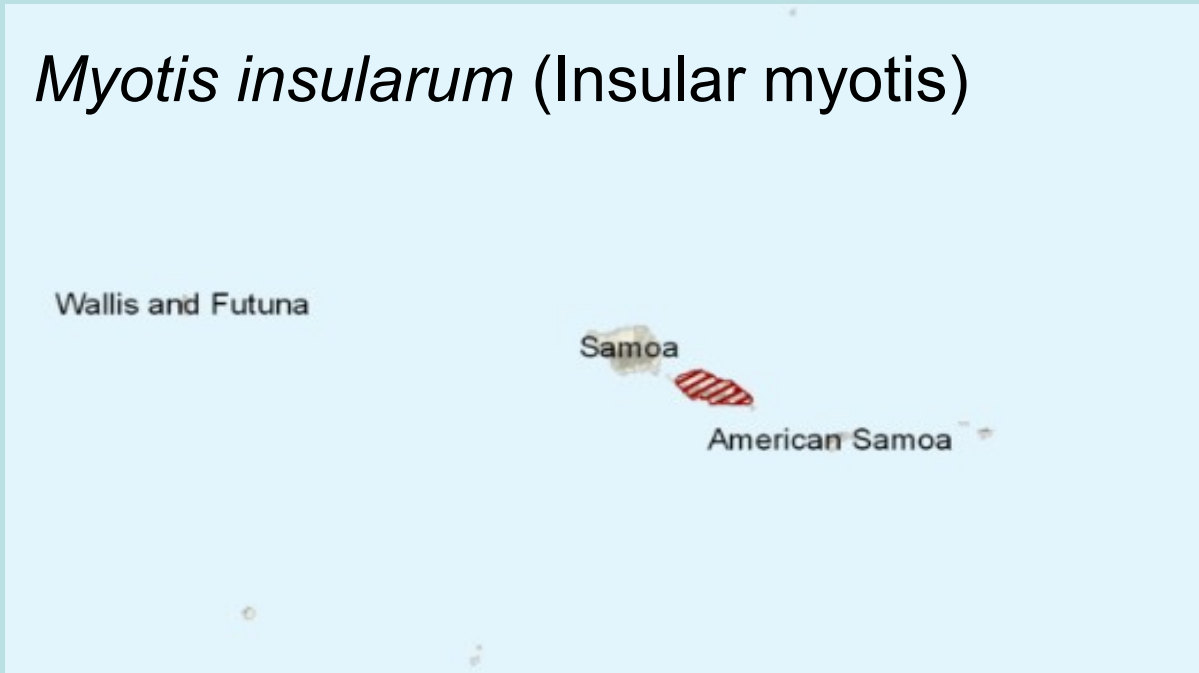 Myotis insularum (Insular myotis)
Wallis and Futuna
Samoa
American Samoa